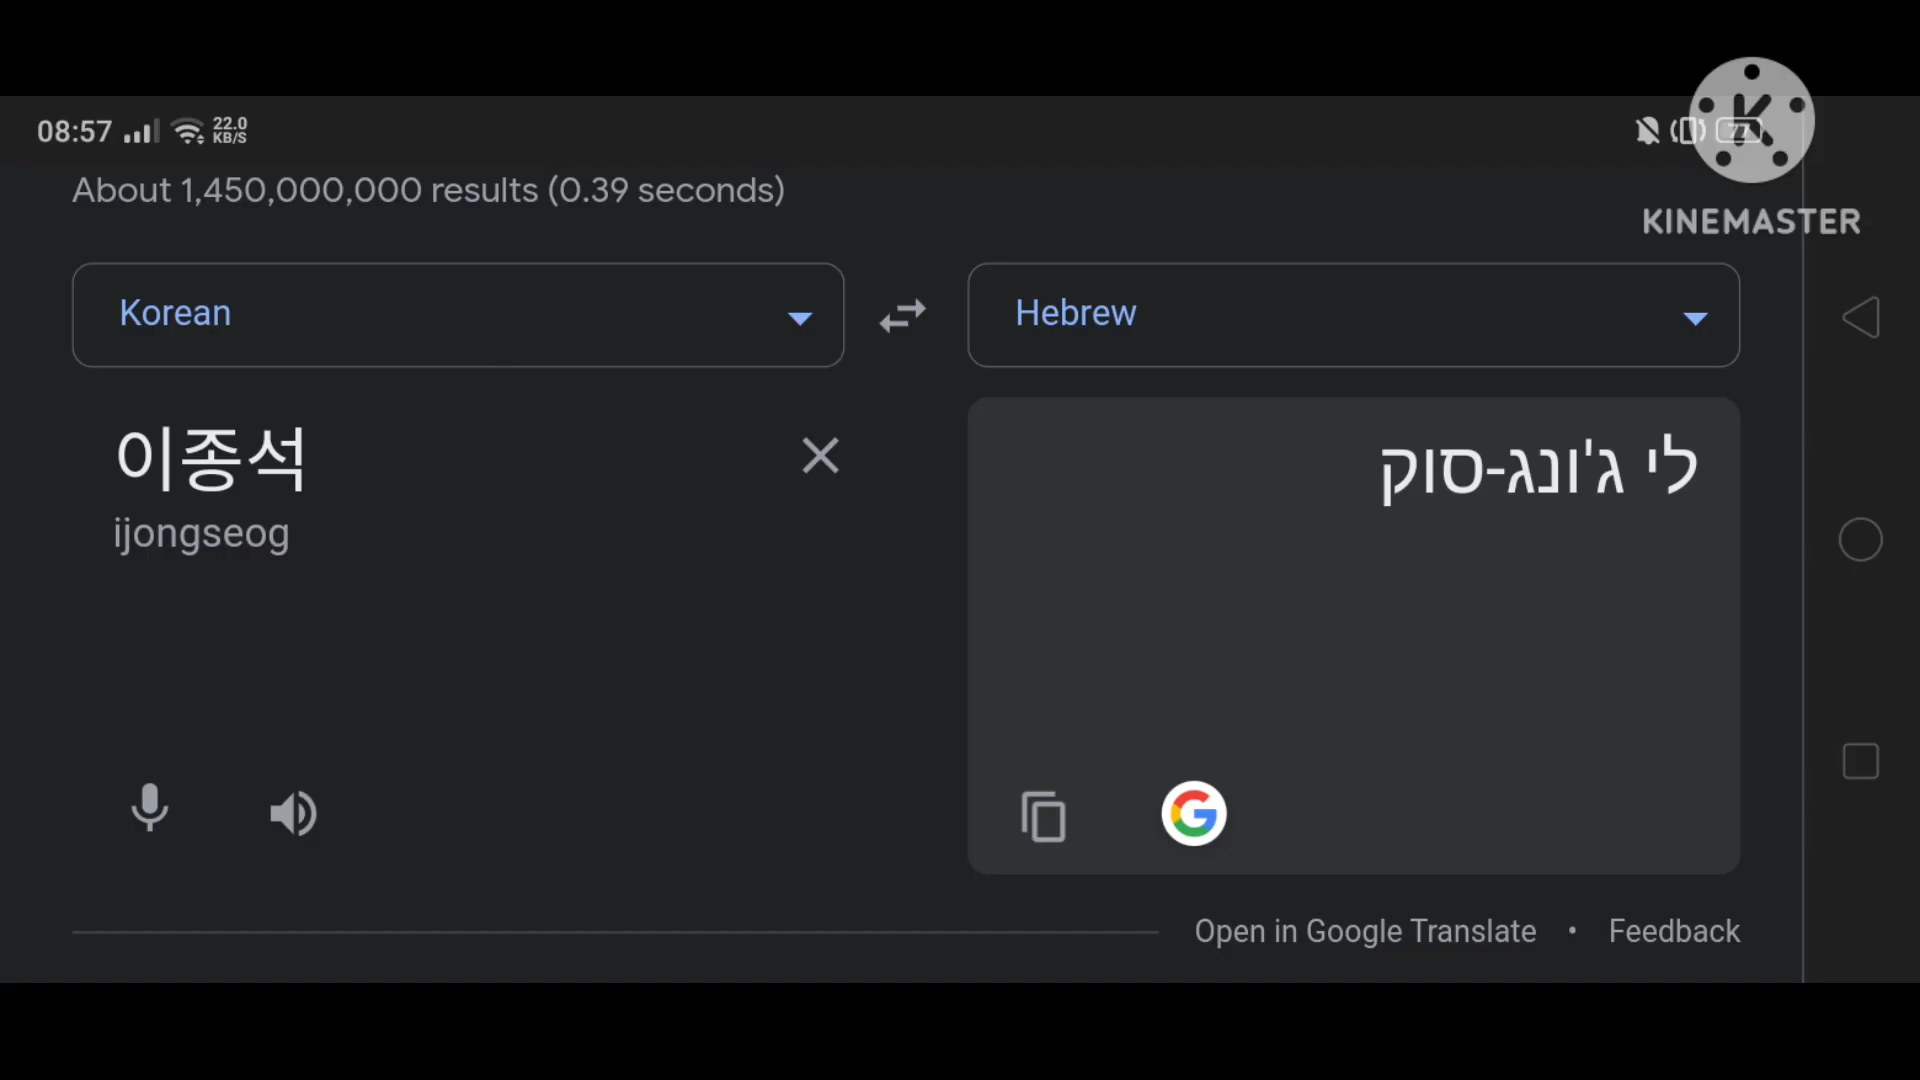 08:57 22.0 KB/S 77
KINEMASTER
About 1,450,000,000 results (0.39 seconds)
Korean Hebrew
이종석
ijongseog
לי ג'ונג-סוק
Open in Google Translate • Feedback